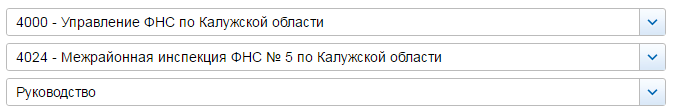 4000 - Управление ФНС по Калужской области
4024 - Межрайонная инспекция ФНС № 5 по Калужской области
Руководство